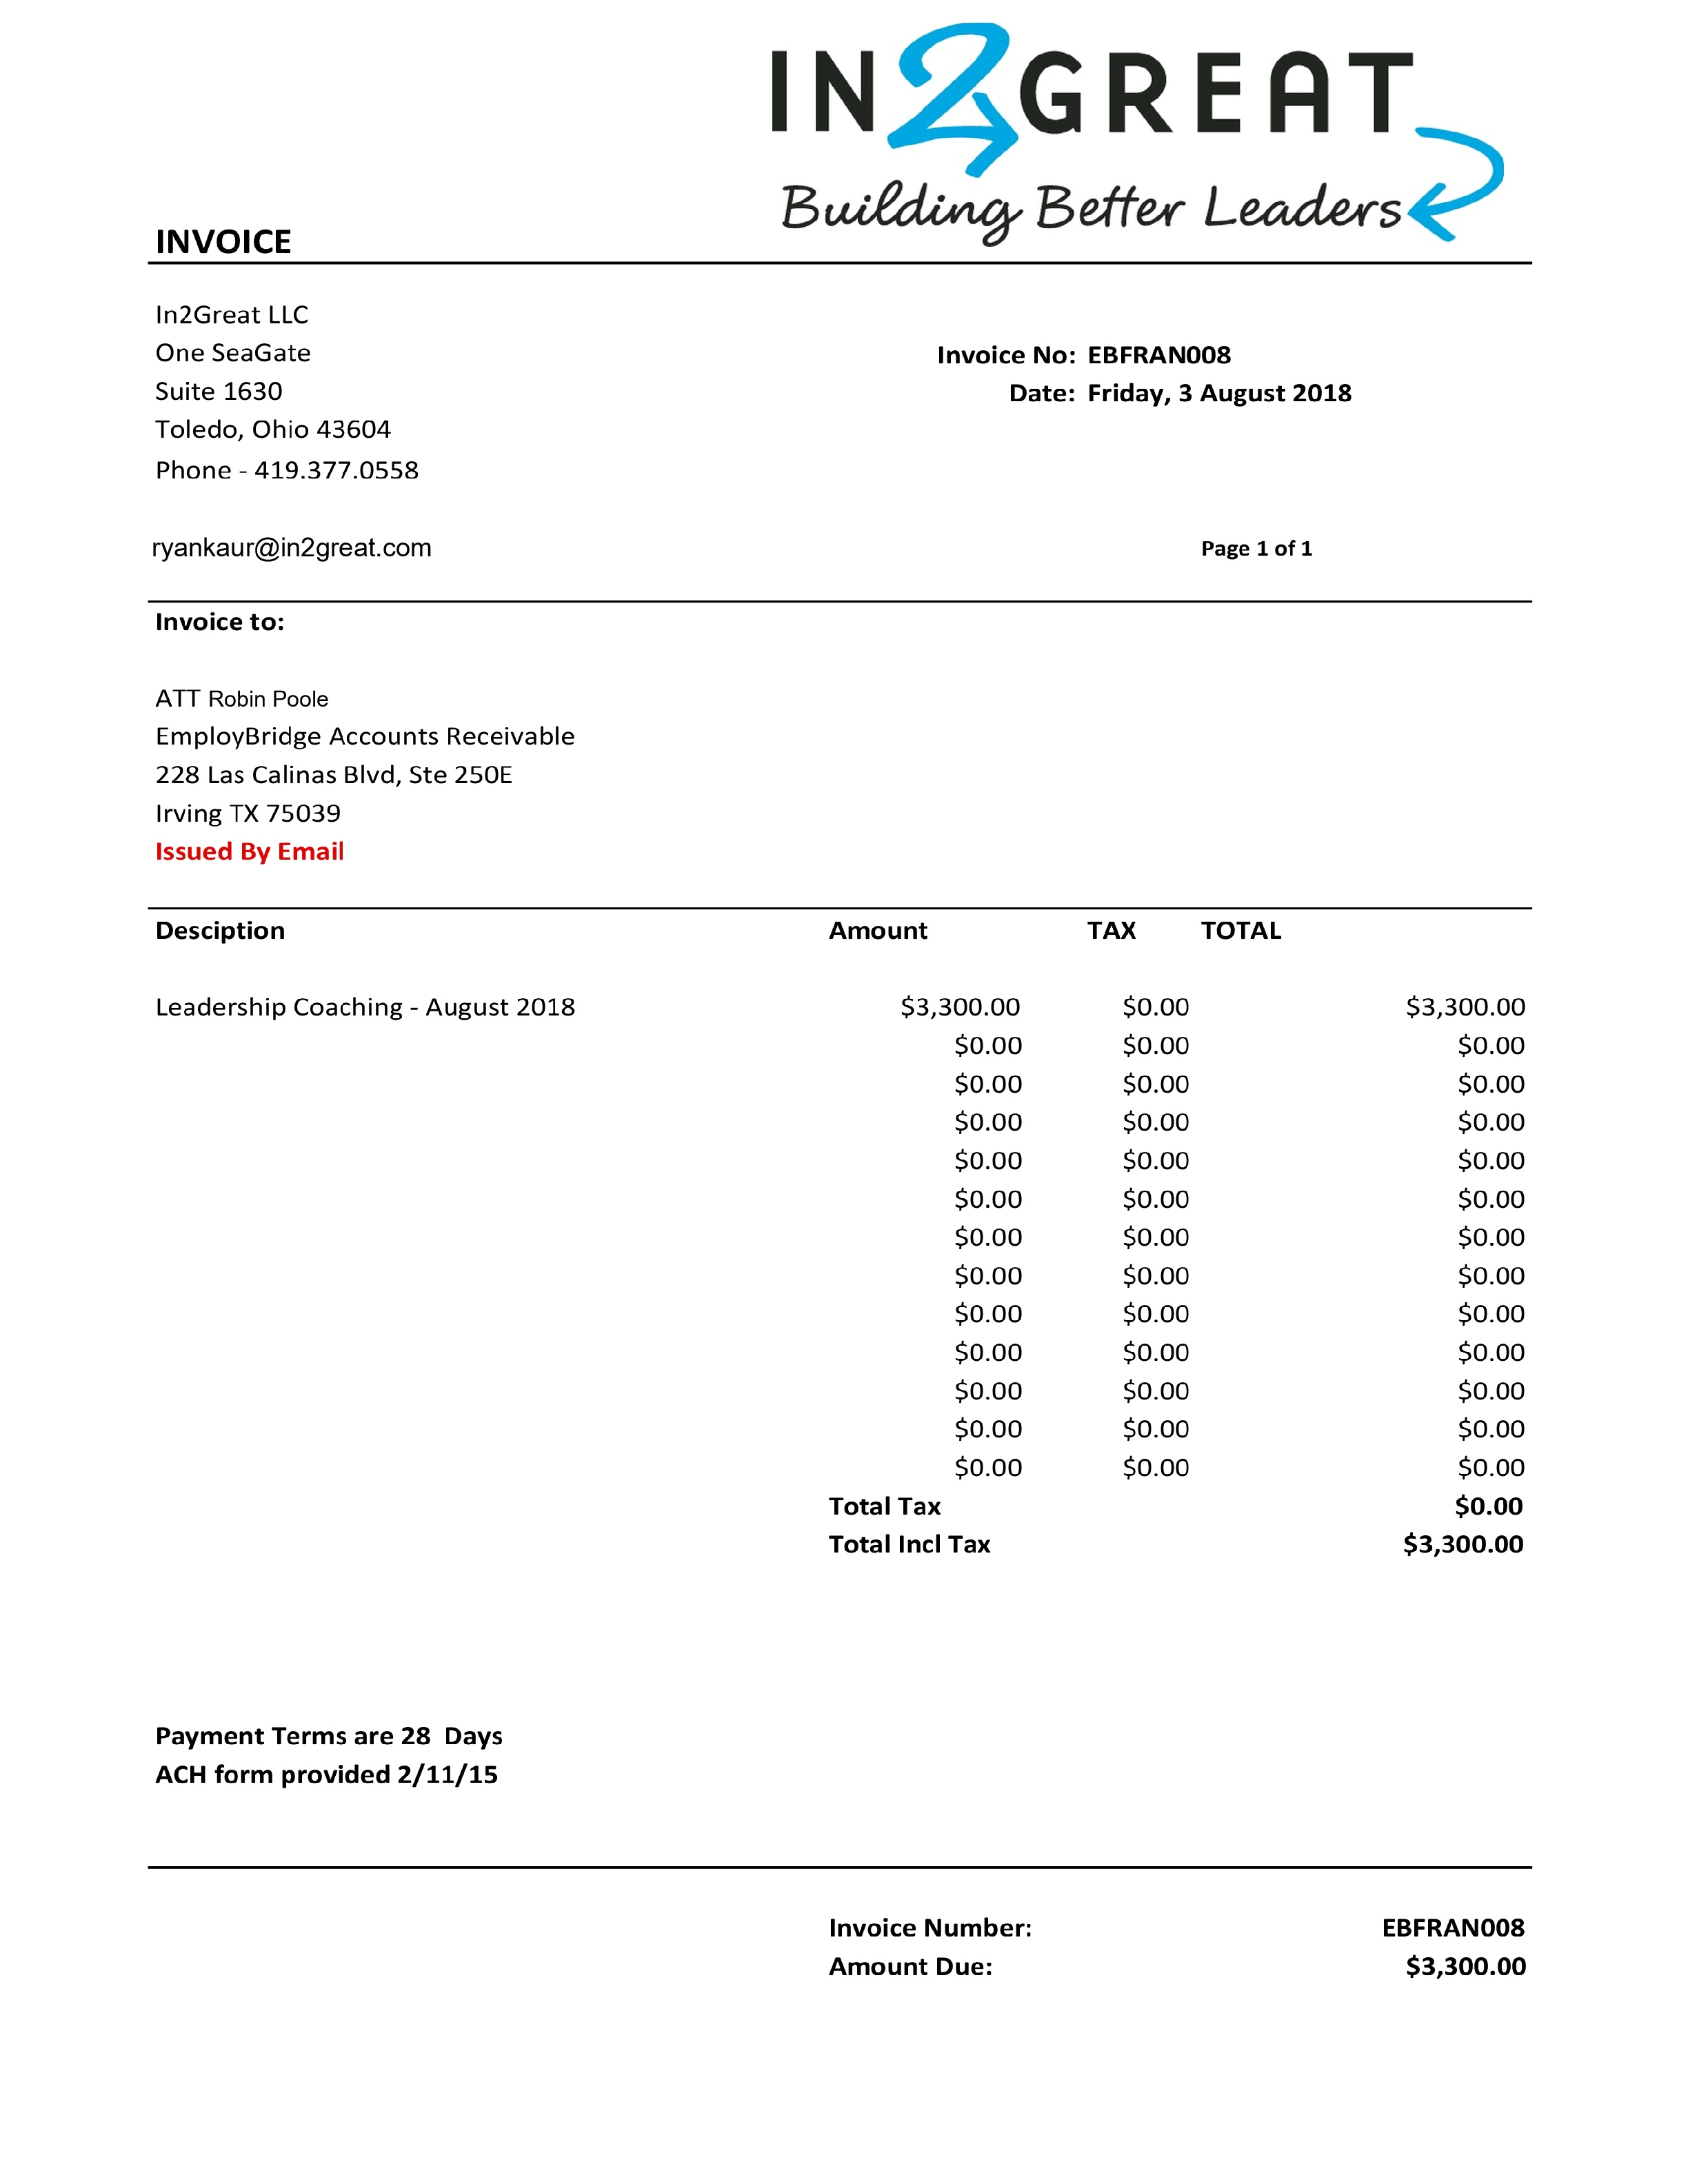 IN2GREAT
Building Better Leaders
INVOICE
In2Great LLC
One SeaGate
Suite 1630
Toledo, Ohio 43604
Phone - 419.377.0558
Invoice No: EBFRAN008
Date: Friday, 3 August 2018
ryankaur@in2great.com
Page 1 of 1
Invoice to:
ATT Robin Poole
EmployBridge Accounts Receivable
228 Las Calinas Blvd, Ste 250E
Irving TX 75039
Issued By Email
Desciption Amount TAX TOTAL
Leadership Coaching - August 2018 $3,300.00 $0.00 $3,300.00
$0.00 $0.00 $0.00
$0.00 $0.00 $0.00
$0.00 $0.00 $0.00
$0.00 $0.00 $0.00
$0.00 $0.00 $0.00
$0.00 $0.00 $0.00
$0.00 $0.00 $0.00
$0.00 $0.00 $0.00
$0.00 $0.00 $0.00
$0.00 $0.00 $0.00
$0.00 $0.00 $0.00
$0.00 $0.00 $0.00
Total Tax $0.00
Total Incl Tax $3,300.00
Payment Terms are 28  Days
ACH form provided 2/11/15
Invoice Number: EBFRAN008
Amount Due: $3,300.00